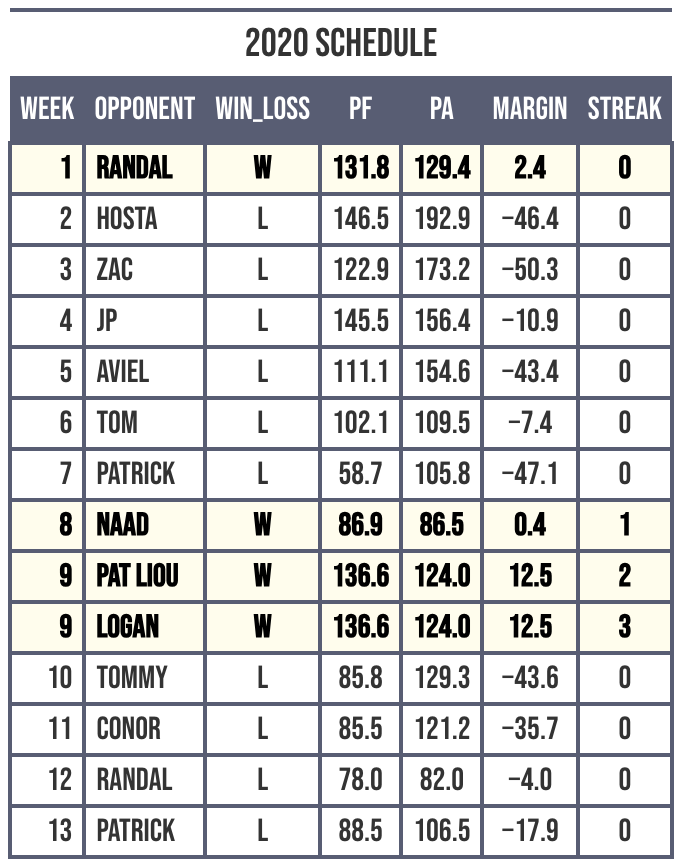 2020 SCHEDULE
WEEK OPPONENT WIN_LOSS PF PA MARGIN STREAK
1 RANDAL W 131.8 129.4 2.4 0
2 HOSTA L 146.5 192.9 −46.4 0
3 ZAC L 122.9 173.2 −50.3 0
4 JP L 145.5 156.4 −10.9 0
5 AVIEL L 111.1 154.6 −43.4 0
6 TOM L 102.1 109.5 −7.4 0
7 PATRICK L 58.7 105.8 −47.1 0
8 NAAD W 86.9 86.5 0.4 1
9 PAT LIOU W 136.6 124.0 12.5 2
9 LOGAN W 136.6 124.0 12.5 3
10 TOMMY L 85.8 129.3 −43.6 0
11 CONOR L 85.5 121.2 −35.7 0
12 RANDAL L 78.0 82.0 −4.0 0
13 PATRICK L 88.5 106.5 −17.9 0